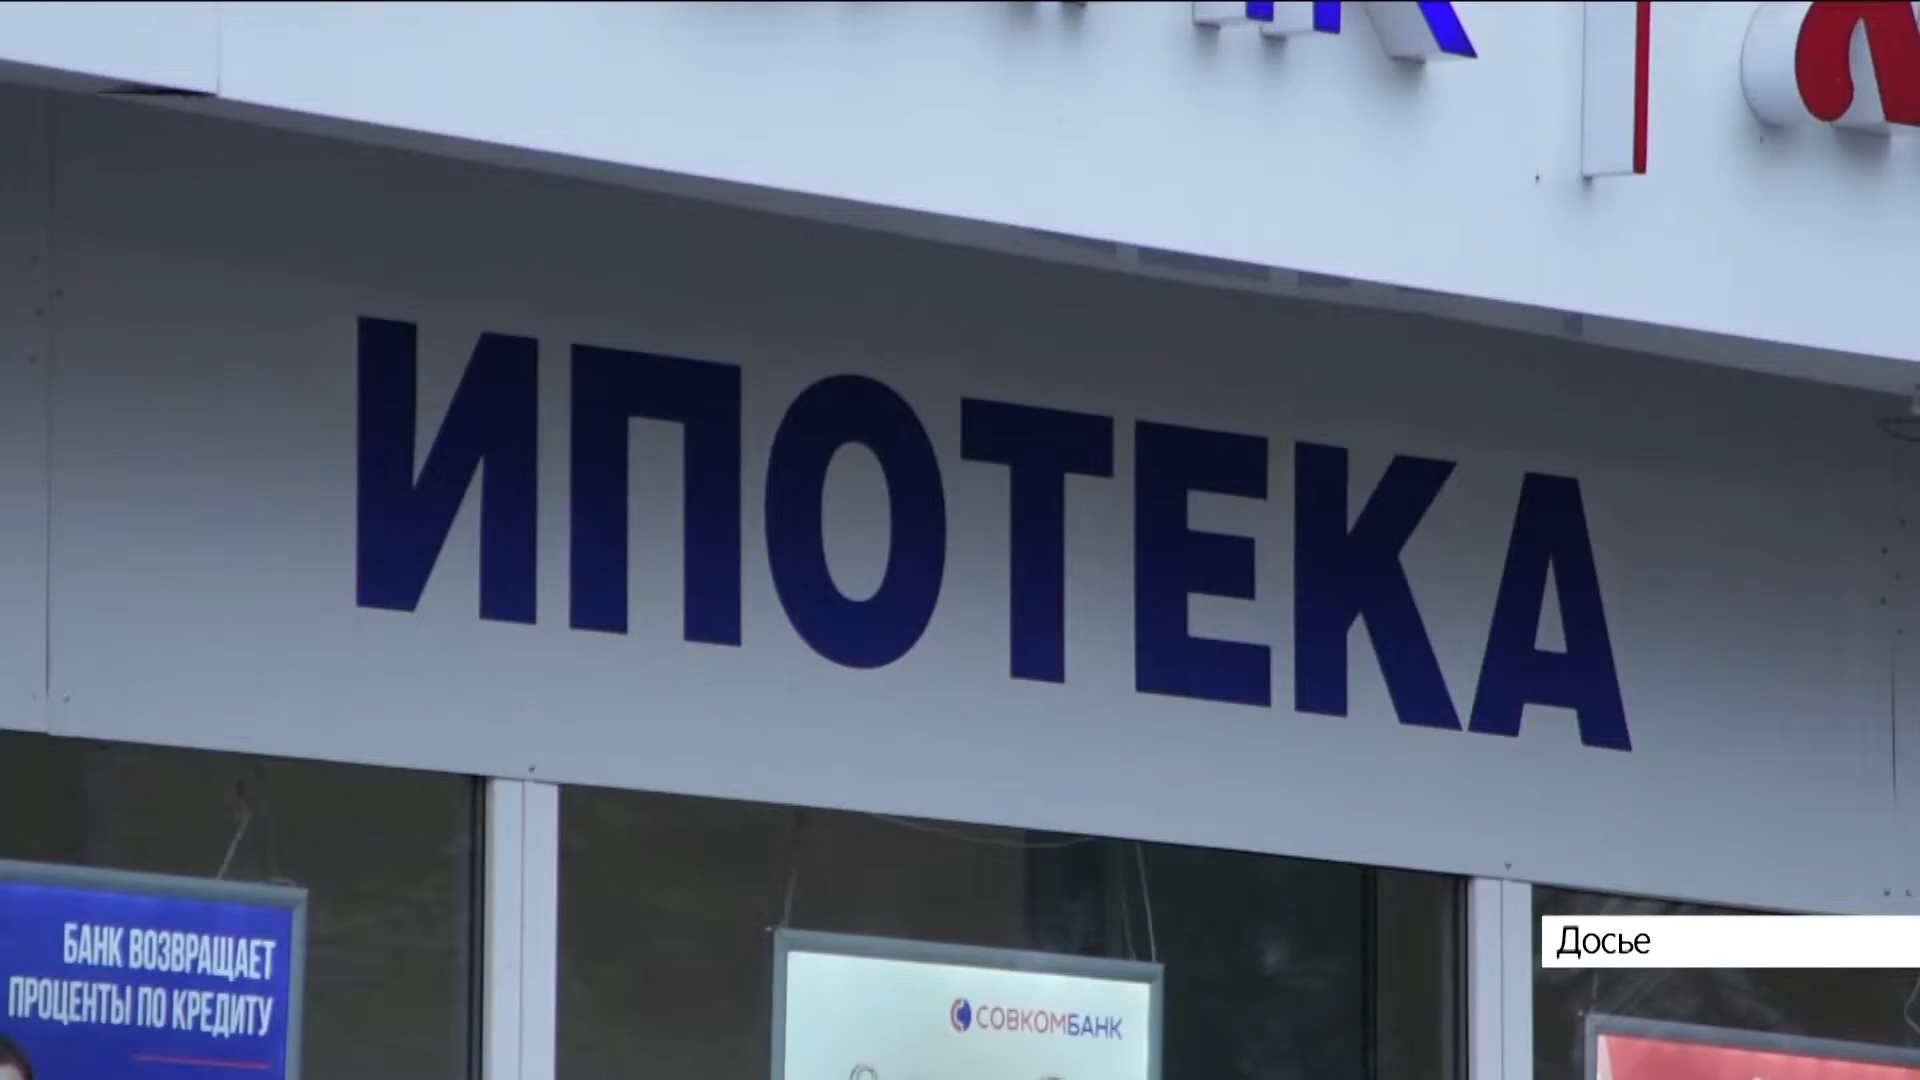 ИПОТЕКА
БАНК ВОЗВРАЩАЕТ
ПРОЦЕНТЫ ПО КРЕДИТУ
СОВКОМБАНК
Досье